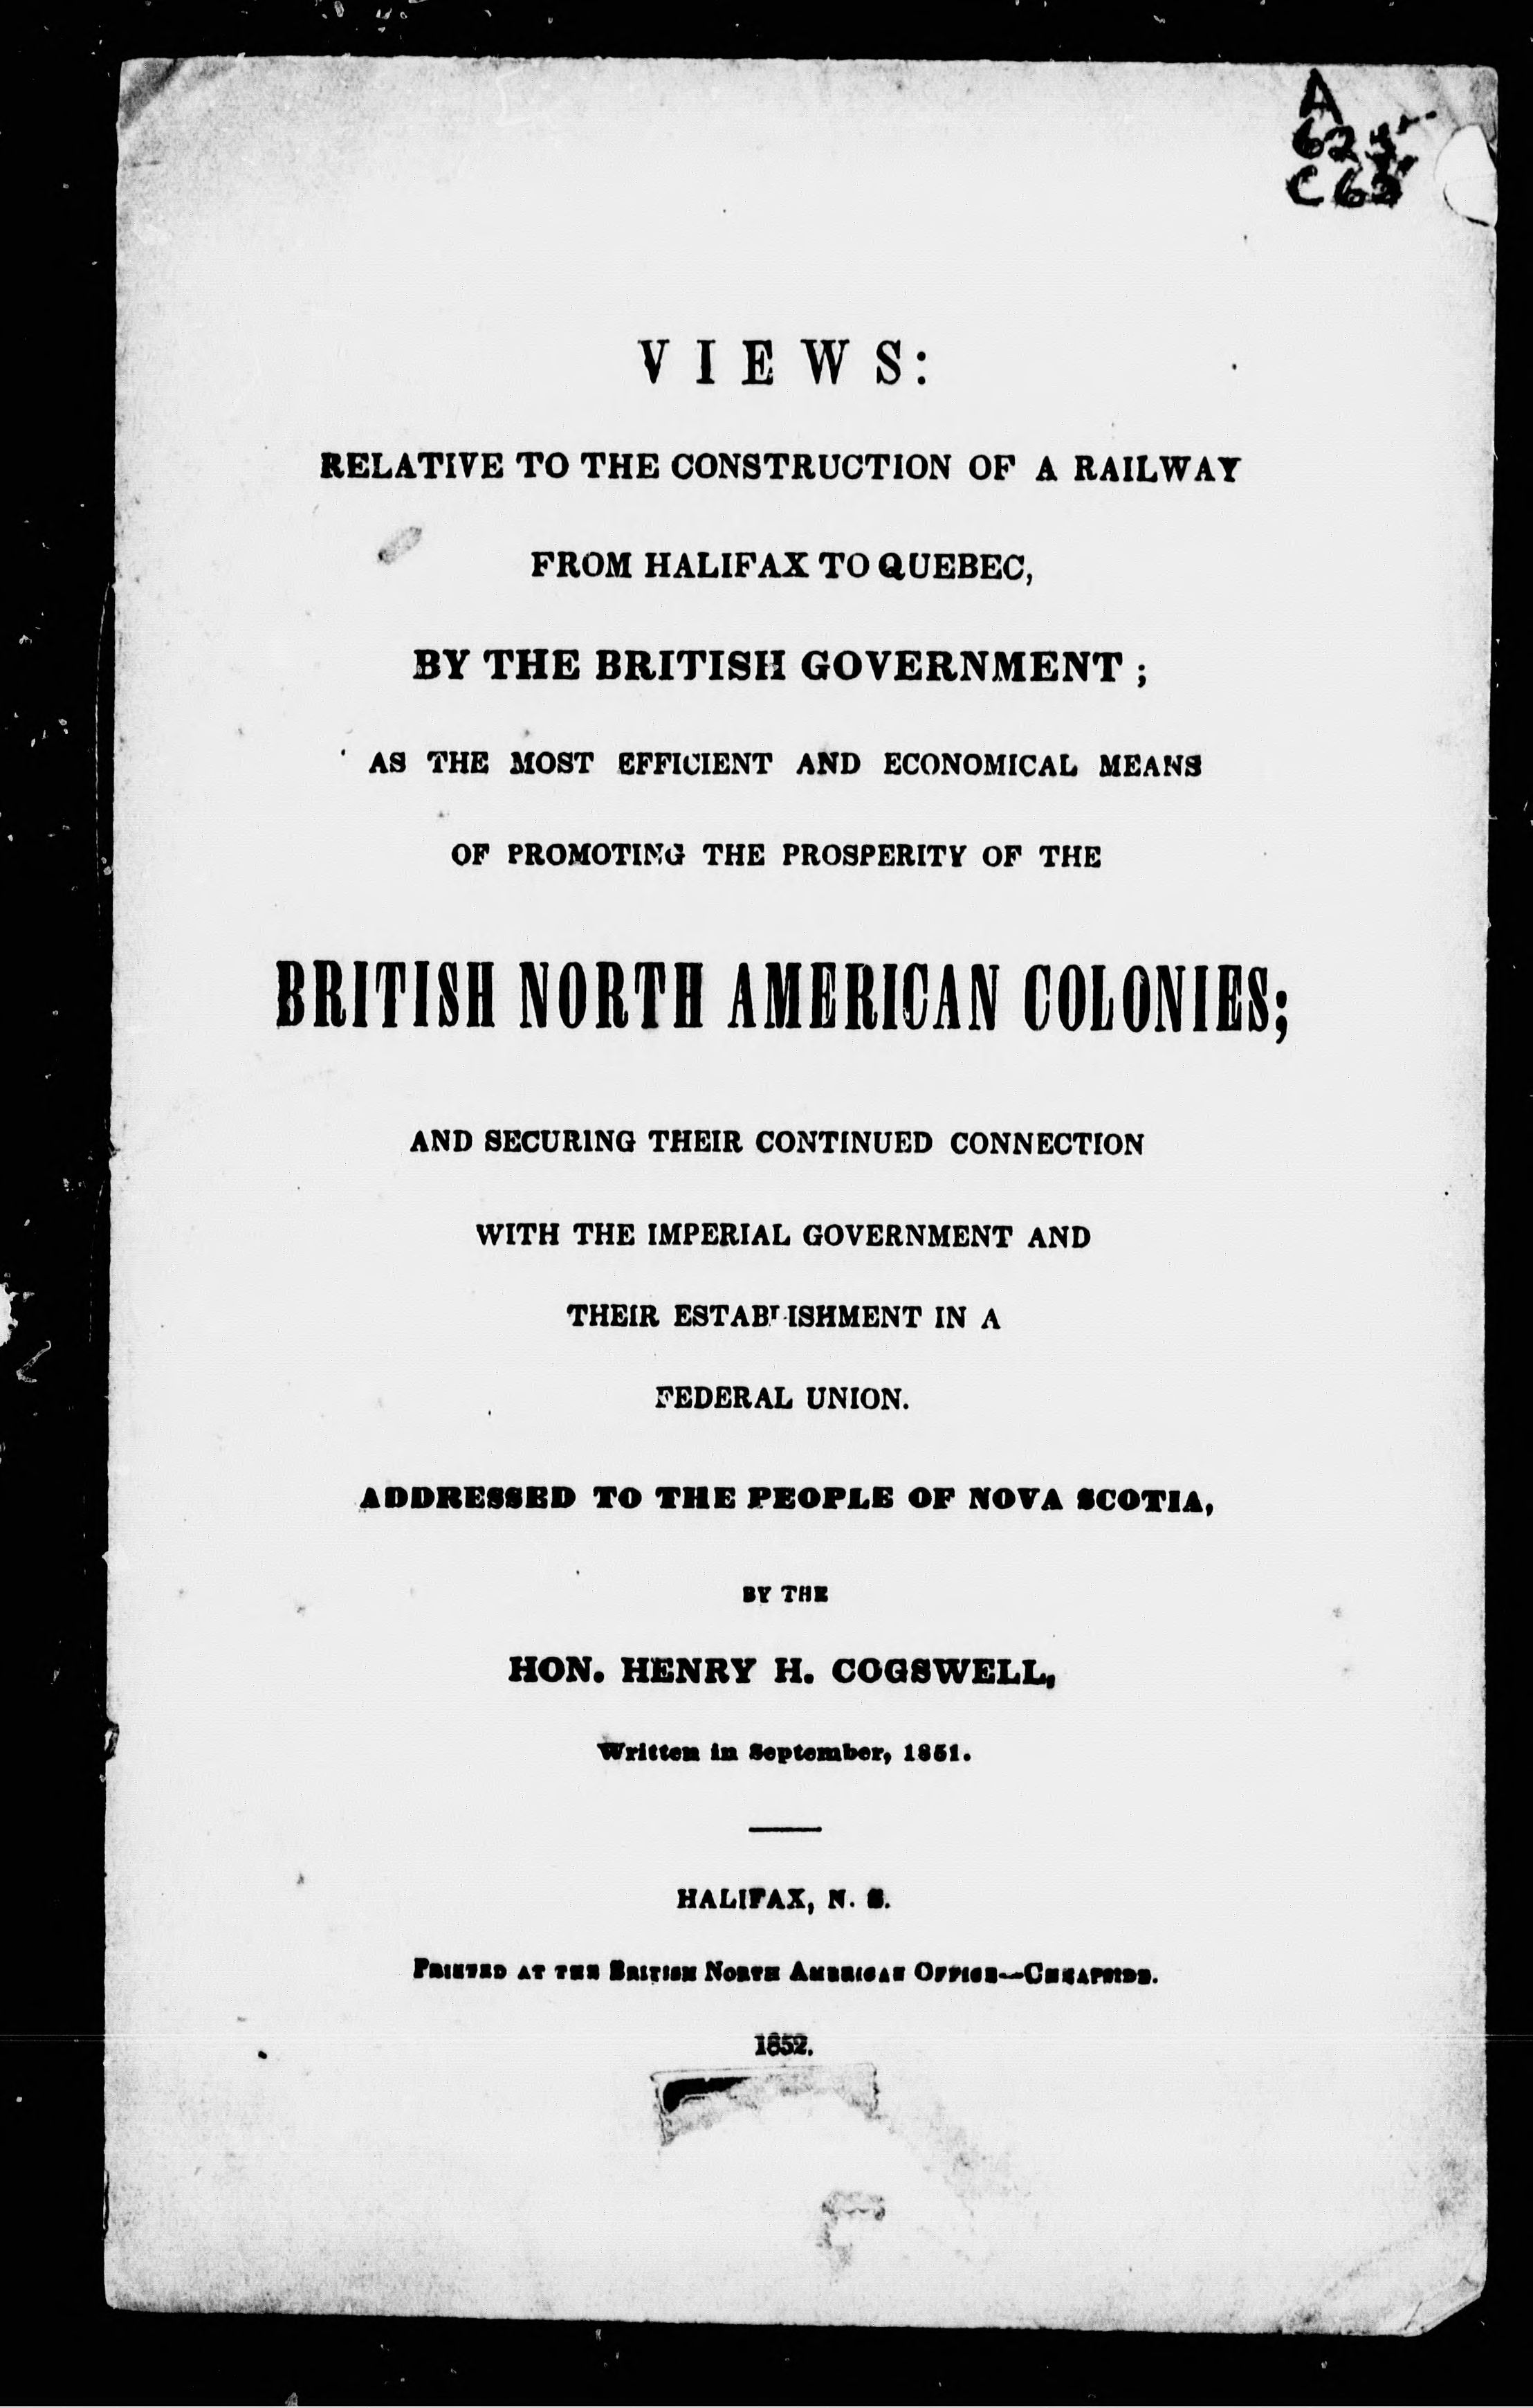 A
VIEWS:
RELATIVE TO THE CONSTRUCTION OF A RAILWAY
FROM HALIFAX TO QUEBEC,
BY THE BRITISH GOVERNMENT;
AS THE MOST EFFICIENT AND ECONOMICAL MEANS
OF PROMOTING THE PROSPERITY OF THE
BRITISH NORTH AMERICAN COLONIES;
AND SECURING THEIR CONTINUED CONNECTION
WITH THE IMPERIAL GOVERNMENT AND
THEIR ESTABLISHMENT IN A
FEDERAL UNION.
ADDRESSED TO THE PEOPLE OF NOVA SCOTIA,
BY THE
HON. HENRY H. COGSWELL,
Written in September, 1851.
HALIFAX, N. S.
PRINTED AT THE BRITISH NORTH AMERICAN OFFICE—CHEAPSIDE.
1852.